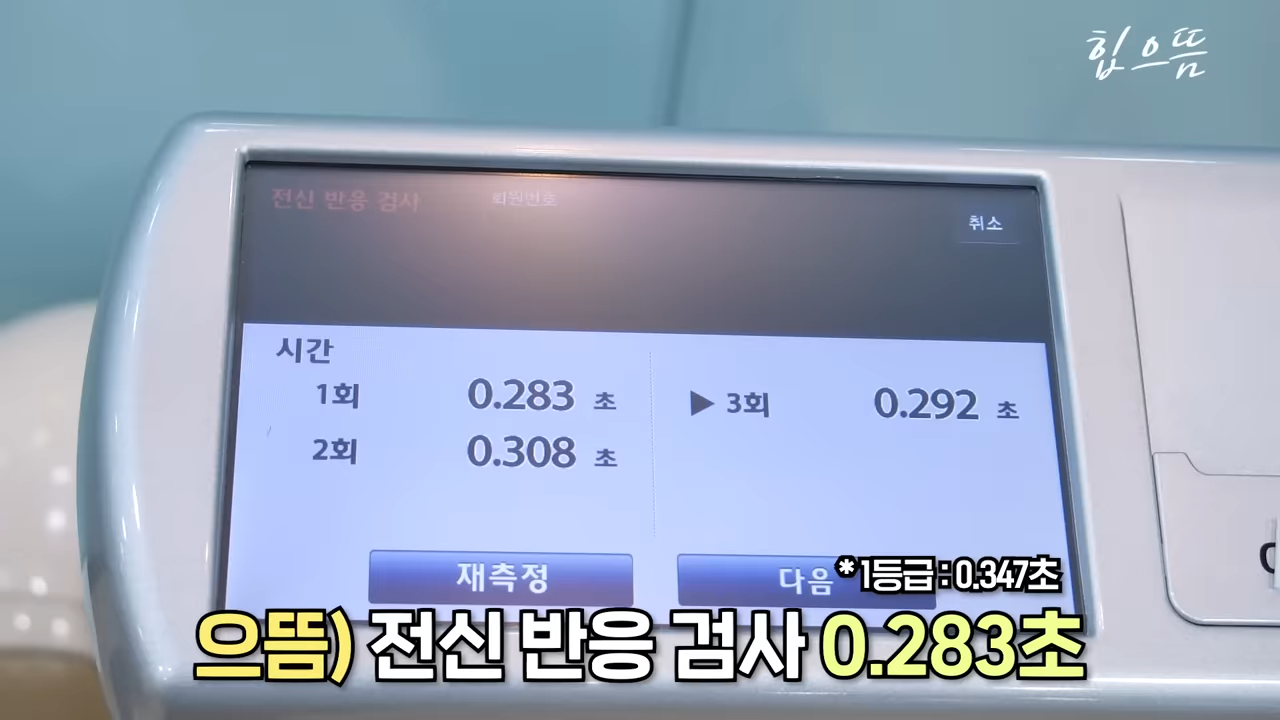 힙으뜸
전신 반응 검사 회원번호
취소
시간
1회 0.283 초
2회 0.308 초
▶ 3회 0.292 초
재측정
다음
*1등급 : 0.347초
으뜸) 전신 반응 검사 0.283초